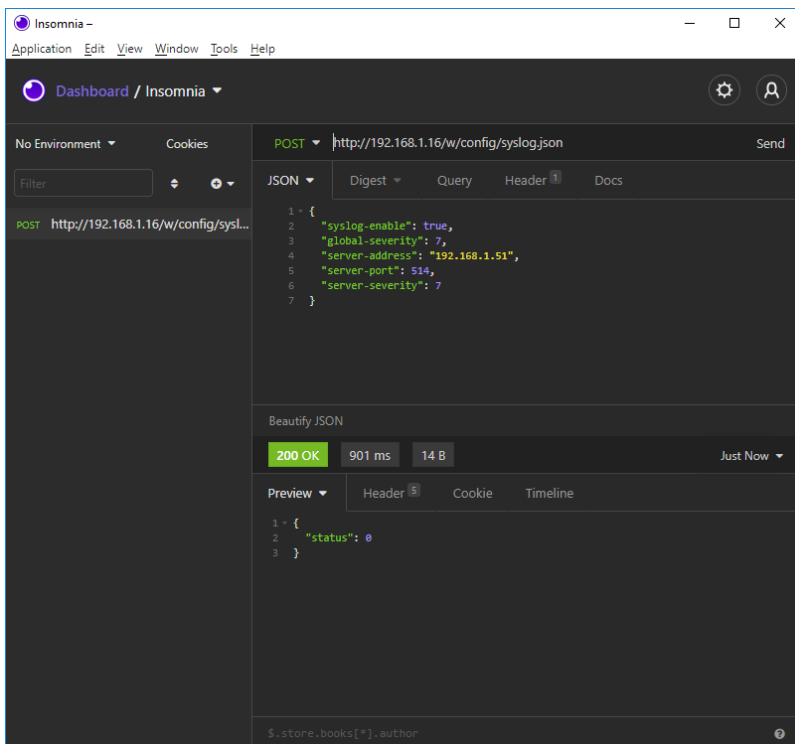 Insomnia –
Application Edit View Window Tools Help
Dashboard / Insomnia
No Environment Cookies
POST http://192.168.1.16/w/config/syslog.json Send
Filter
JSON Digest Query Header 1 Docs
POST http://192.168.1.16/w/config/sysl...
1 {
2 "syslog-enable": true,
3 "global-severity": 7,
4 "server-address": "192.168.1.51",
5 "server-port": 514,
6 "server-severity": 7
7 }
Beautify JSON
200 OK 901 ms 14 B Just Now
Preview Header 5 Cookie Timeline
1 {
2 "status": 0
3 }
$.store.books[*].author